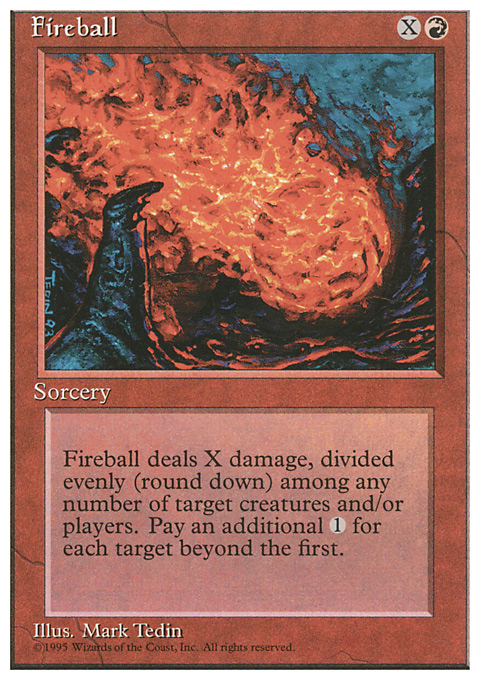 Fireball X
TEDIN 93
Sorcery
Fireball deals X damage, divided
evenly (round down) among any
number of target creatures and/or
players. Pay an additional 1 for
each target beyond the first.
Illus. Mark Tedin
©1995 Wizards of the Coast, Inc. All rights reserved.